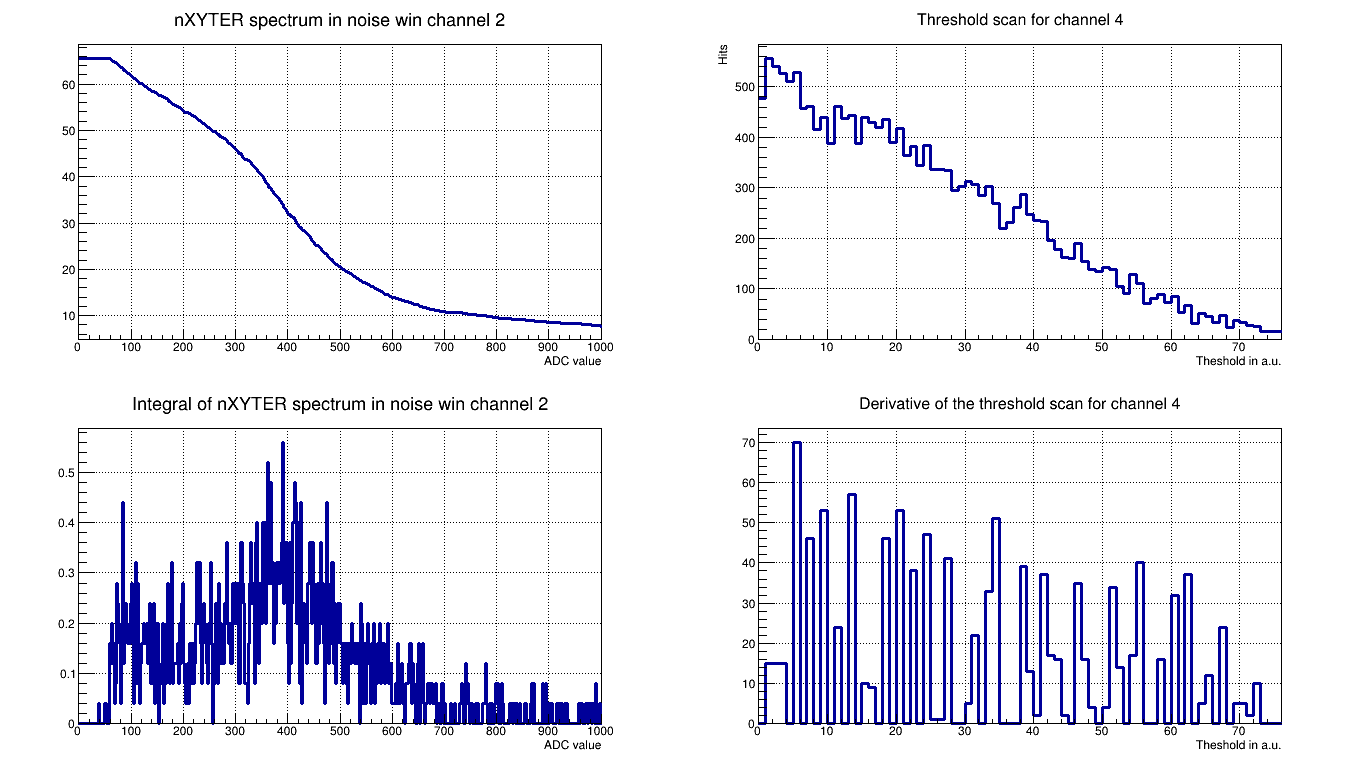 nXYTER spectrum in noise win channel 2
60
50
40
30
20
10
0 100 200 300 400 500 600 700 800 900 1000
ADC value
Threshold scan for channel 4
Hits
500
400
300
200
100
0
0 10 20 30 40 50 60 70
Theshold in a.u.
Integral of nXYTER spectrum in noise win channel 2
0.5
0.4
0.3
0.2
0.1
0
0 100 200 300 400 500 600 700 800 900 1000
ADC value
Derivative of the threshold scan for channel 4
70
60
50
40
30
20
10
0
0 10 20 30 40 50 60 70
Theshold in a.u.